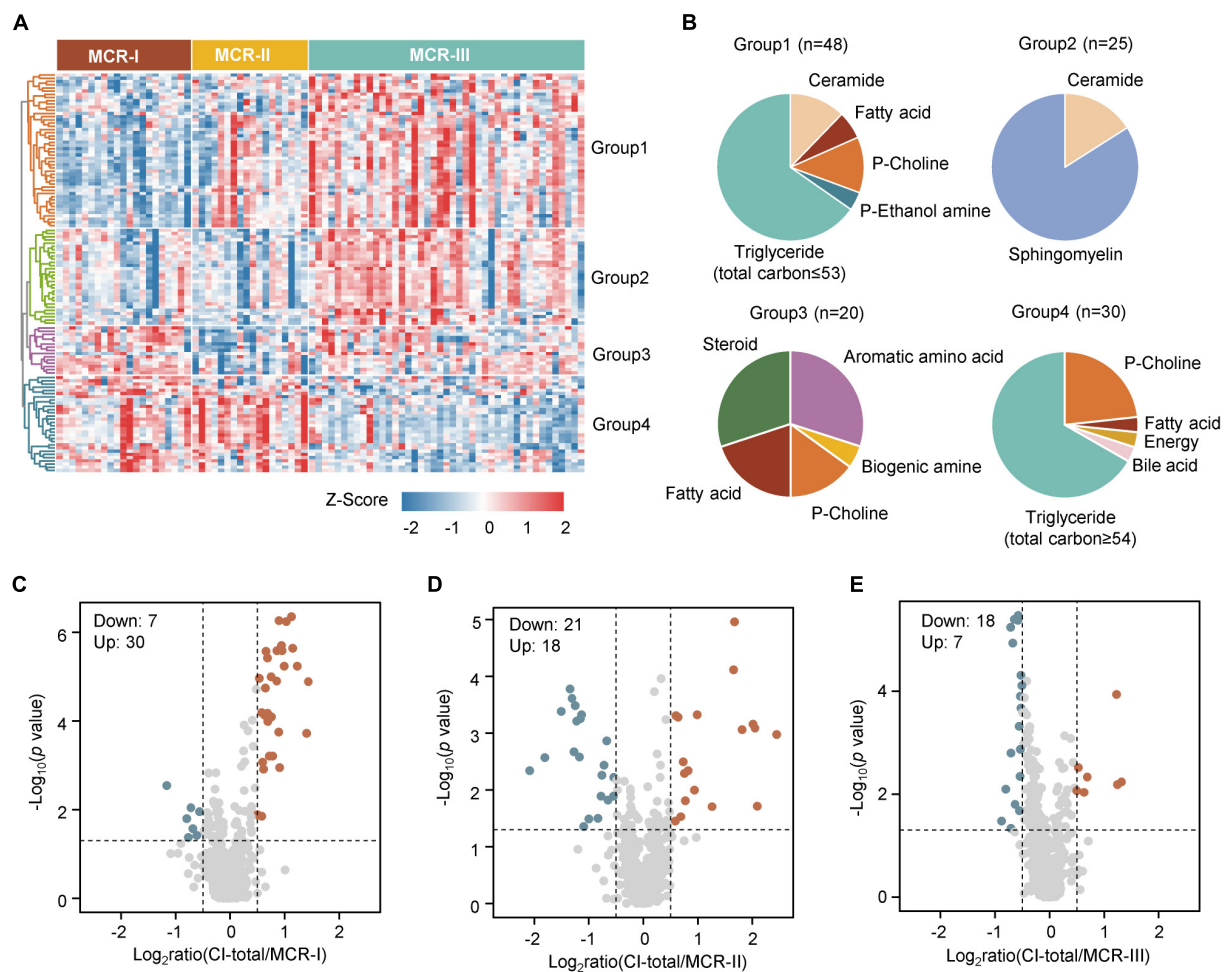 A
MCR-I
MCR-II
MCR-III
Group1
Group2
Group3
Group4
Z-Score
-2
-1
0
1
2
B
Group1 (n=48)
Ceramide
Fatty acid
P-Choline
P-Ethanol amine
Triglyceride
(total carbon≤53)
Group2 (n=25)
Ceramide
Sphingomyelin
Group3 (n=20)
Steroid
Aromatic amino acid
Biogenic amine
Fatty acid
P-Choline
Group4 (n=30)
P-Choline
Fatty acid
Energy
Bile acid
Triglyceride
(total carbon≥54)
C
Down: 7
Up: 30
6
4
2
0
-Log10(p value)
-2
-1
0
1
2
Log2ratio(CI-total/MCR-I)
D
Down: 21
Up: 18
5
4
3
2
1
0
-Log10(p value)
-2
-1
0
1
2
Log2ratio(CI-total/MCR-II)
E
Down: 18
Up: 7
4
2
0
-Log10(p value)
-2
-1
0
1
2
Log2ratio(CI-total/MCR-III)